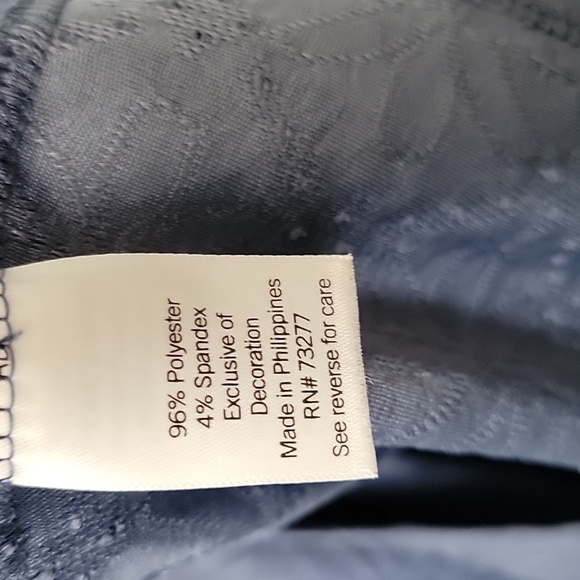 96% Polyester
4% Spandex
Exclusive of
Decoration
Made in Philippines
RN# 73277
See reverse for care